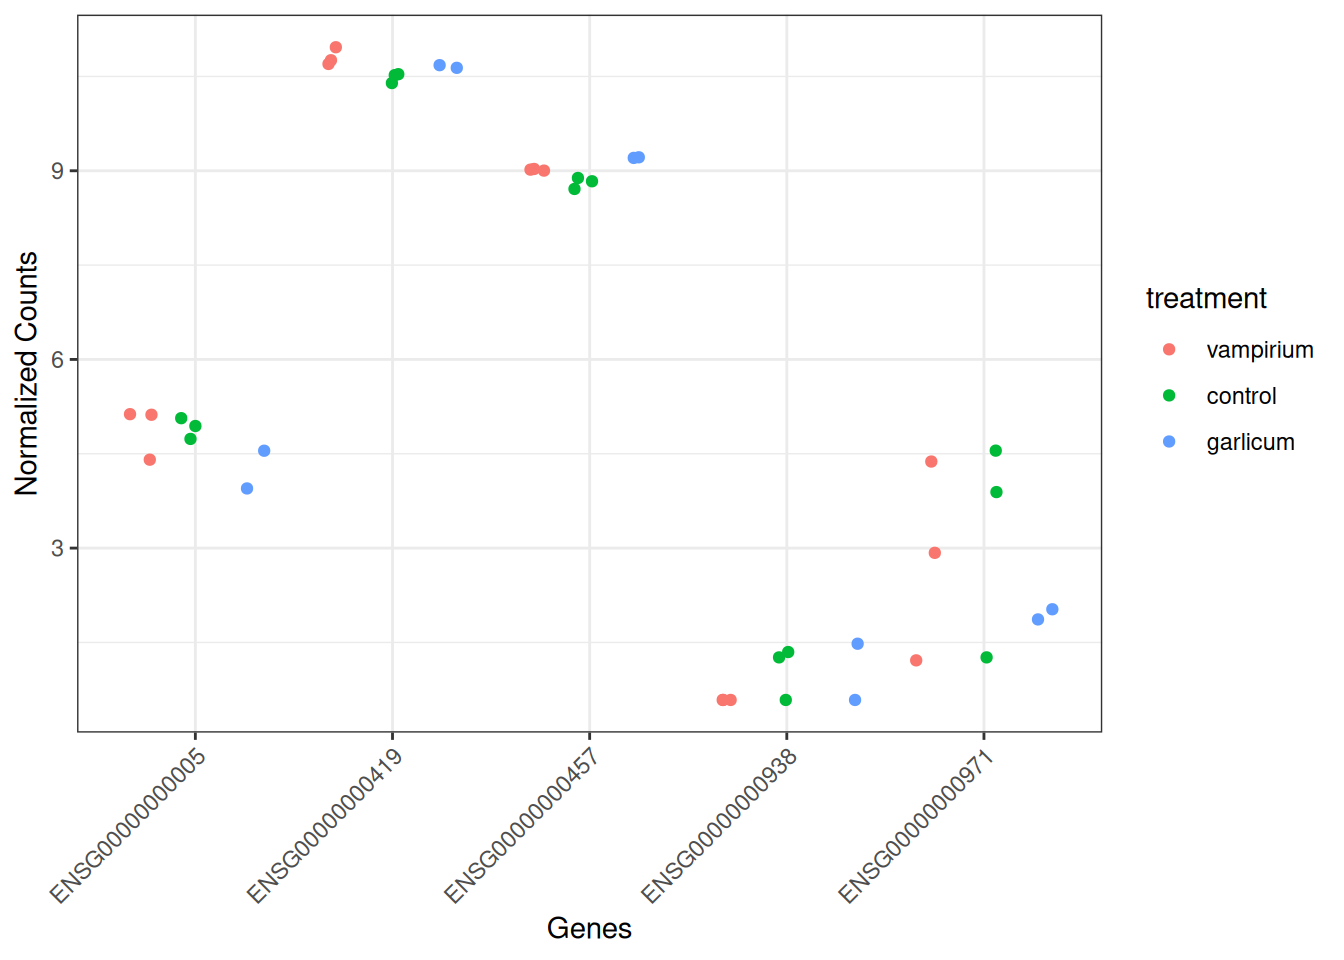 Normalized Counts
9
6
3
ENSG00000000005
ENSG00000000419
ENSG00000000457
ENSG00000000938
ENSG00000000971
Genes
treatment
vampirium
control
garlicum